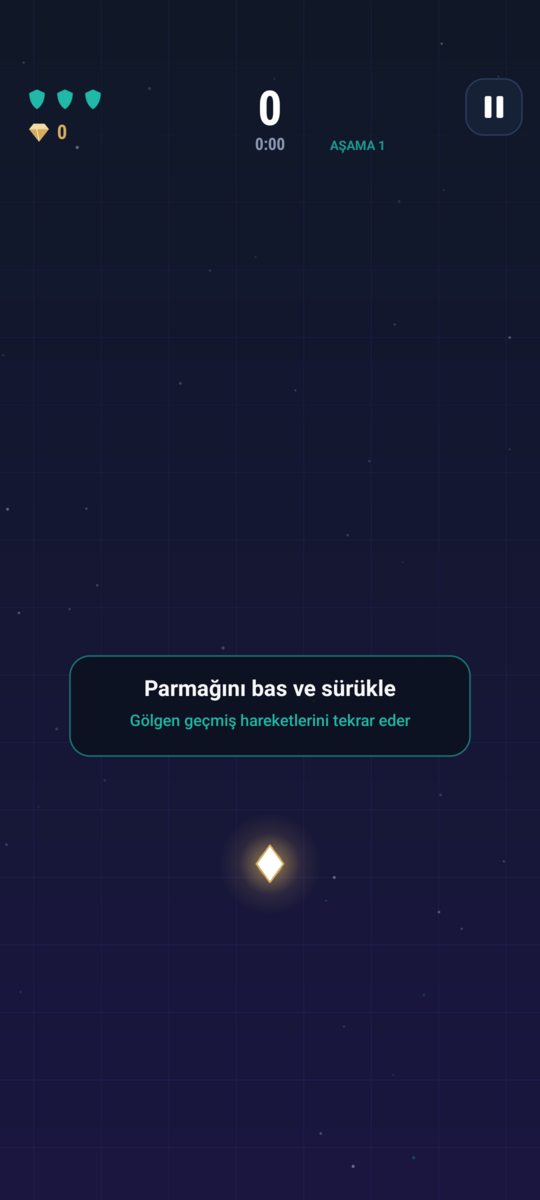 0
0
0:00
AŞAMA 1
Parmağını bas ve sürükle
Gölgen geçmiş hareketlerini tekrar eder